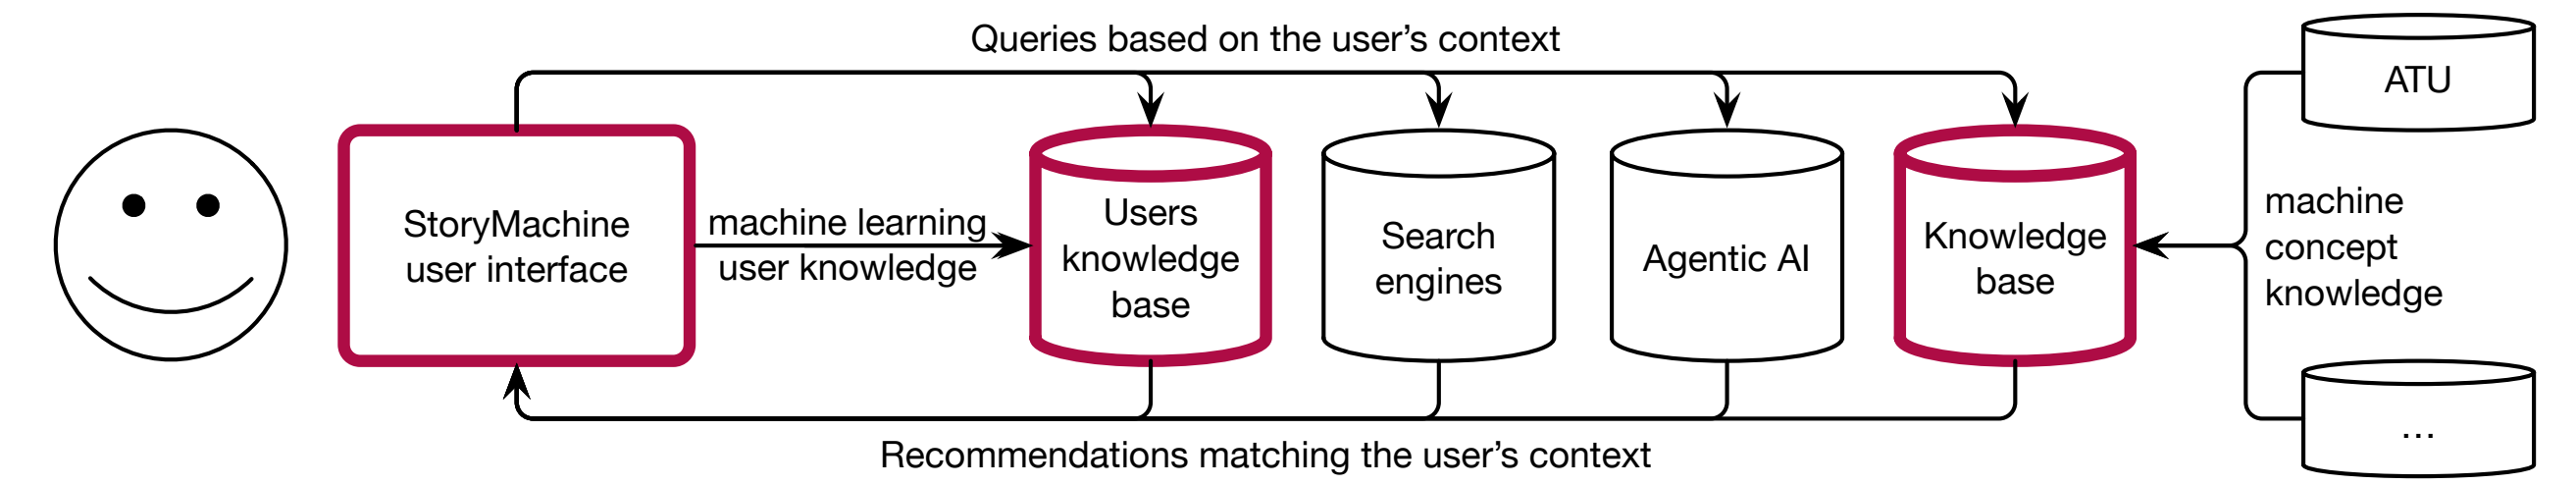 Queries based on the user's context
ATU
StoryMachine
user interface
machine learning
user knowledge
Users
knowledge
base
Search
engines
Agentic AI
Knowledge
base
machine
concept
knowledge
...
Recommendations matching the user's context